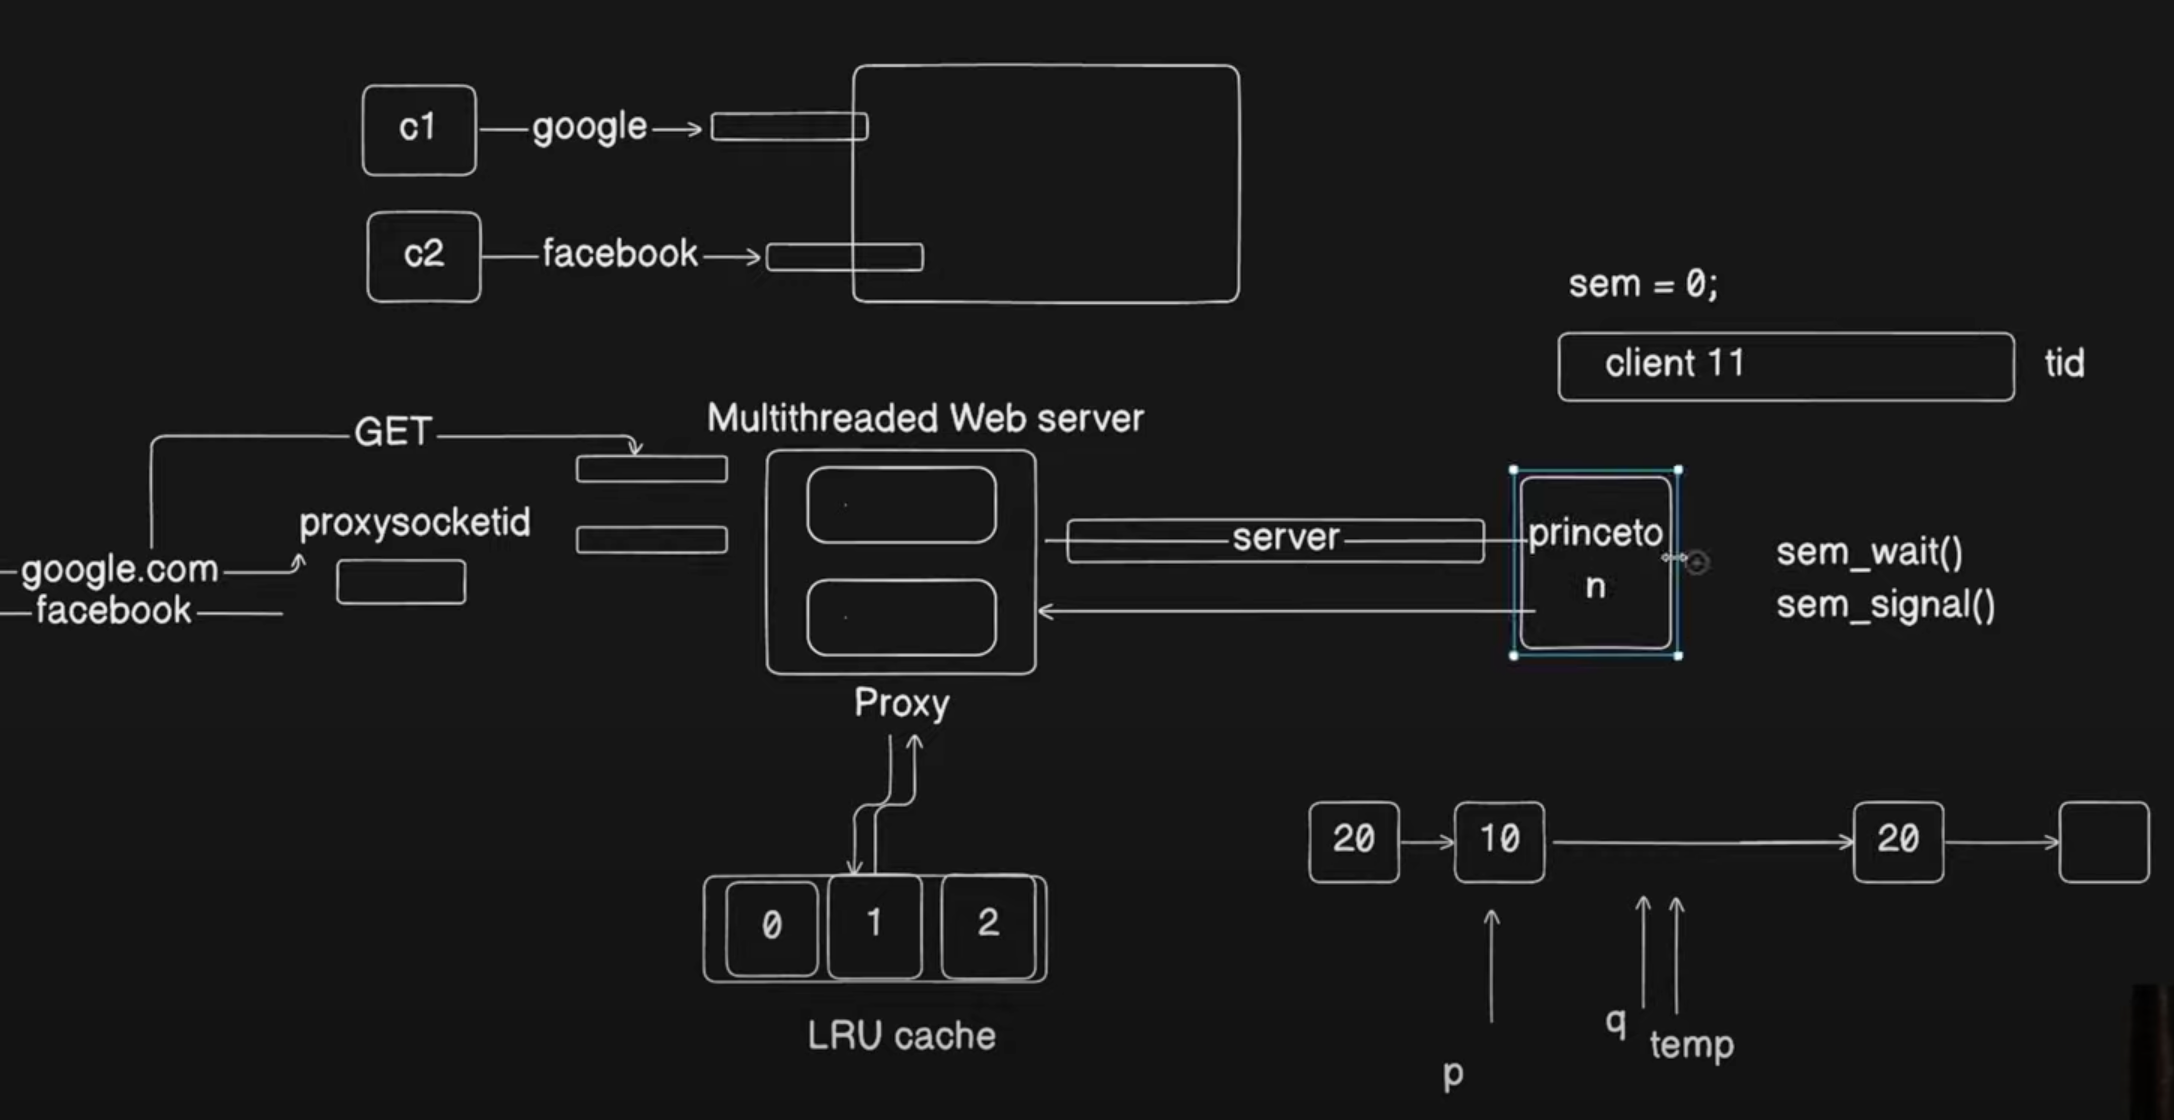 c1
google
c2
facebook
sem = 0;
client 11
tid
GET
Multithreaded Web server
proxysocketid
google.com
facebook
server
princeto
n
sem_wait()
sem_signal()
Proxy
20
10
20
0
1
2
LRU cache
p
q
temp